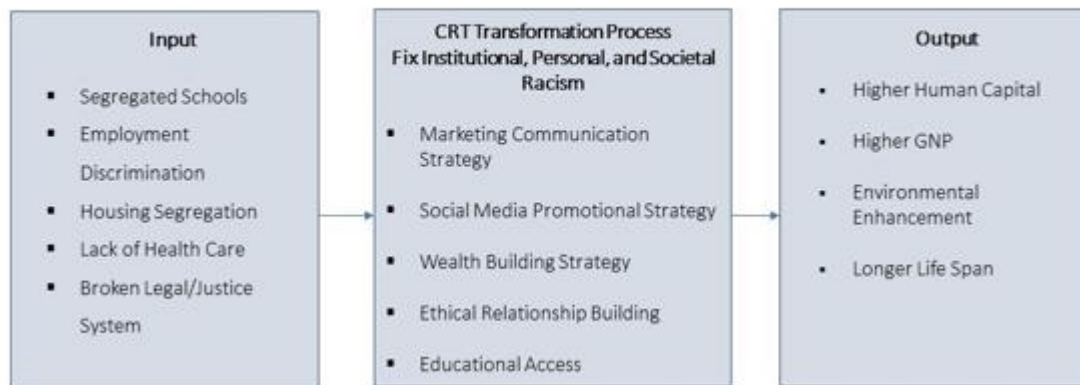 Input
▪ Segregated Schools
▪ Employment
Discrimination
▪ Housing Segregation
▪ Lack of Health Care
▪ Broken Legal/Justice
System
CRT Transformation Process
Fix Institutional, Personal, and Societal
Racism
▪ Marketing Communication
Strategy
▪ Social Media Promotional Strategy
▪ Wealth Building Strategy
▪ Ethical Relationship Building
▪ Educational Access
Output
▪ Higher Human Capital
▪ Higher GNP
▪ Environmental
Enhancement
▪ Longer Life Span